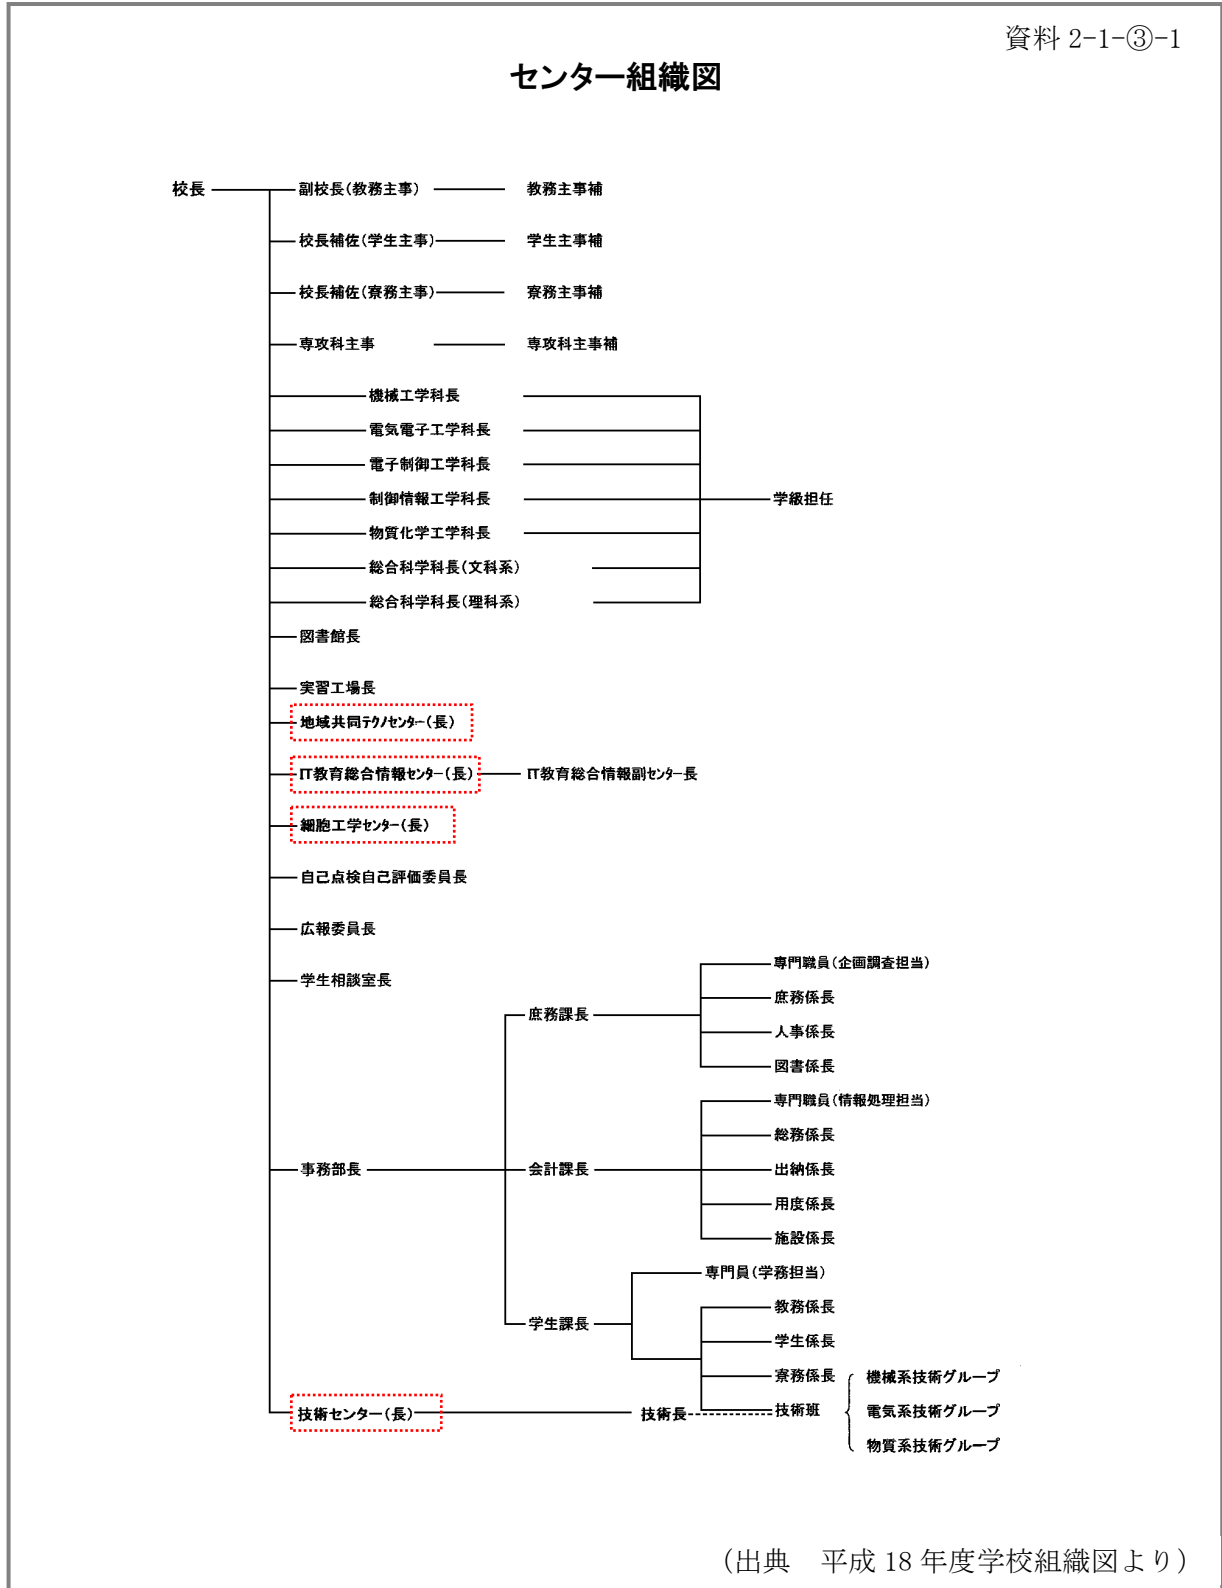 資料 2-1-③-1
センター組織図
校長
副校長(教務主事)
教務主事補
校長補佐(学生主事)
学生主事補
校長補佐(寮務主事)
寮務主事補
専攻科主事
専攻科主事補
機械工学科長
電気電子工学科長
電子制御工学科長
制御情報工学科長
学級担任
物質化学工学科長
総合科学科長(文科系)
総合科学科長(理科系)
図書館長
実習工場長
地域共同テクノセンター(長)
IT教育総合情報センター(長)
IT教育総合情報副センター長
細胞工学センター(長)
自己点検自己評価委員長
広報委員長
専門職員(企画調査担当)
学生相談室長
庶務係長
庶務課長
人事係長
図書係長
専門職員(情報処理担当)
総務係長
事務部長
会計課長
出納係長
用度係長
施設係長
専門員(学務担当)
教務係長
学生課長
学生係長
寮務係長
機械系技術グループ
技術センター(長)
技術長
技術班
電気系技術グループ
物質系技術グループ
(出典 平成 18 年度学校組織図より)